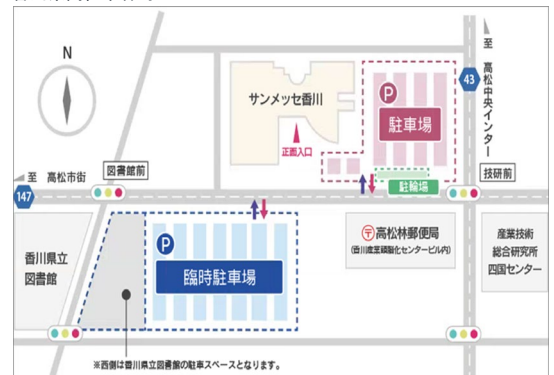 N
サンメッセ香川
正面入口
P
駐車場
43
至 高松中央インター
図書館前
技研前
至 高松市街
駐輪場
147
香川県立
図書館
P
臨時駐車場
〒高松林郵便局
(香川産業頭脳化センタービル内)
産業技術
総合研究所
四国センター
※西側は香川県立図書館の駐車スペースとなります。